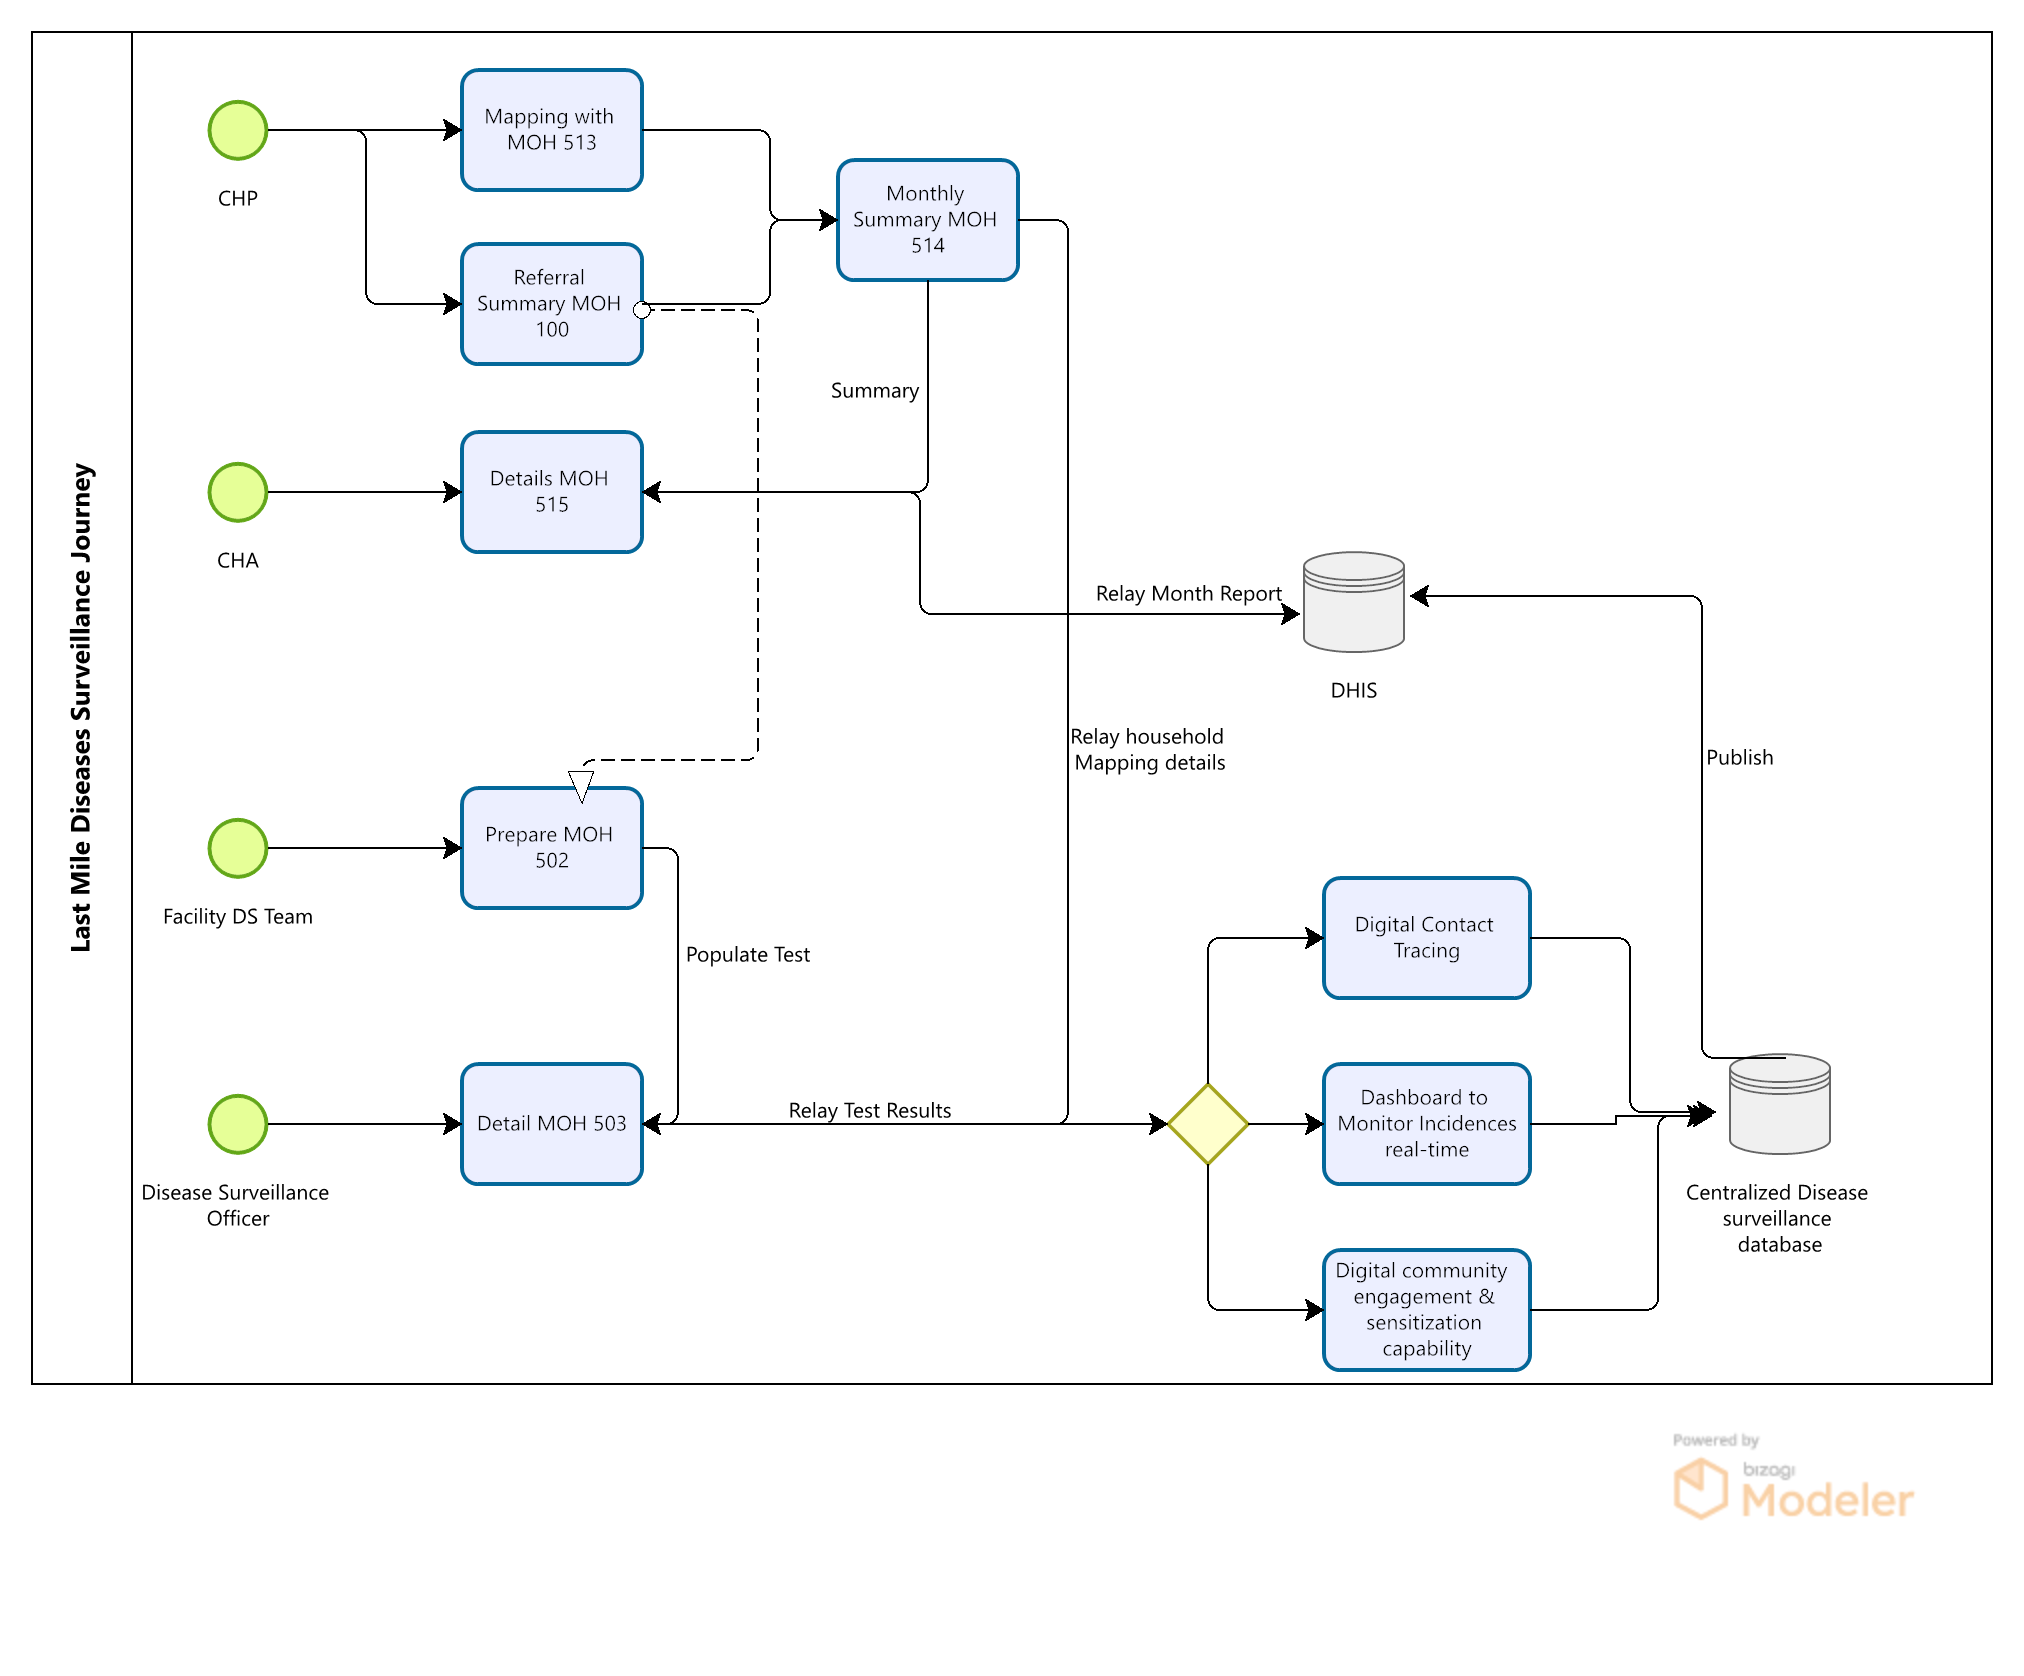 Last Mile Diseases Surveillance Journey
CHP
Mapping with
MOH 513
Referral
Summary MOH
100
Monthly
Summary MOH
514
Summary
CHA
Details MOH
515
Relay Month Report
DHIS
Relay household
Mapping details
Publish
Facility DS Team
Prepare MOH
502
Populate Test
Disease Surveillance
Officer
Detail MOH 503
Relay Test Results
Digital Contact
Tracing
Dashboard to
Monitor Incidences
real-time
Digital community
engagement &
sensitization
capability
Centralized Disease
surveillance
database
Powered by
bizagi
Modeler